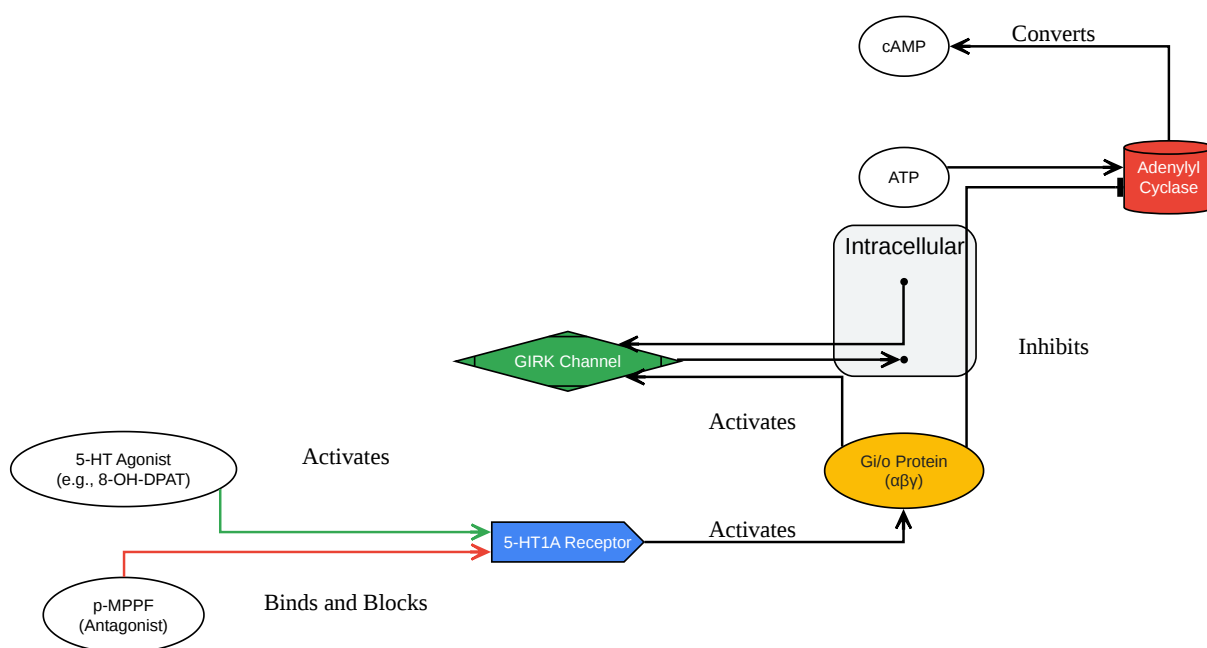 cAMP
Converts
ATP
Adenylyl
Cyclase
Intracellular
GIRK Channel
Inhibits
Activates
5-HT Agonist
(e.g., 8-OH-DPAT)
Activates
Gi/o Protein
(αβγ)
5-HT1A Receptor
Activates
p-MPPF
(Antagonist)
Binds and Blocks